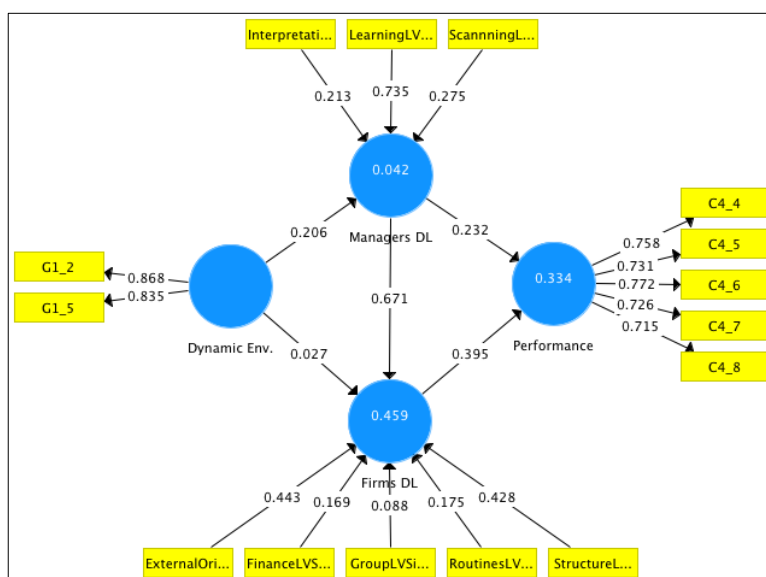 Interpretati... LearningLV... ScannningL...
0.213 0.735 0.275
0.042
Managers DL
C4_4
C4_5
C4_6
C4_7
C4_8
0.758
0.731
0.772
0.726
0.715
0.206
0.232
G1_2
G1_5
0.868
0.835
0.334
0.671
Dynamic Env.
Performance
0.027
0.395
0.459
Firms DL
0.443 0.169 0.088 0.175 0.428
ExternalOri... FinanceLVS... GroupLVSi... RoutinesLV... StructureL...